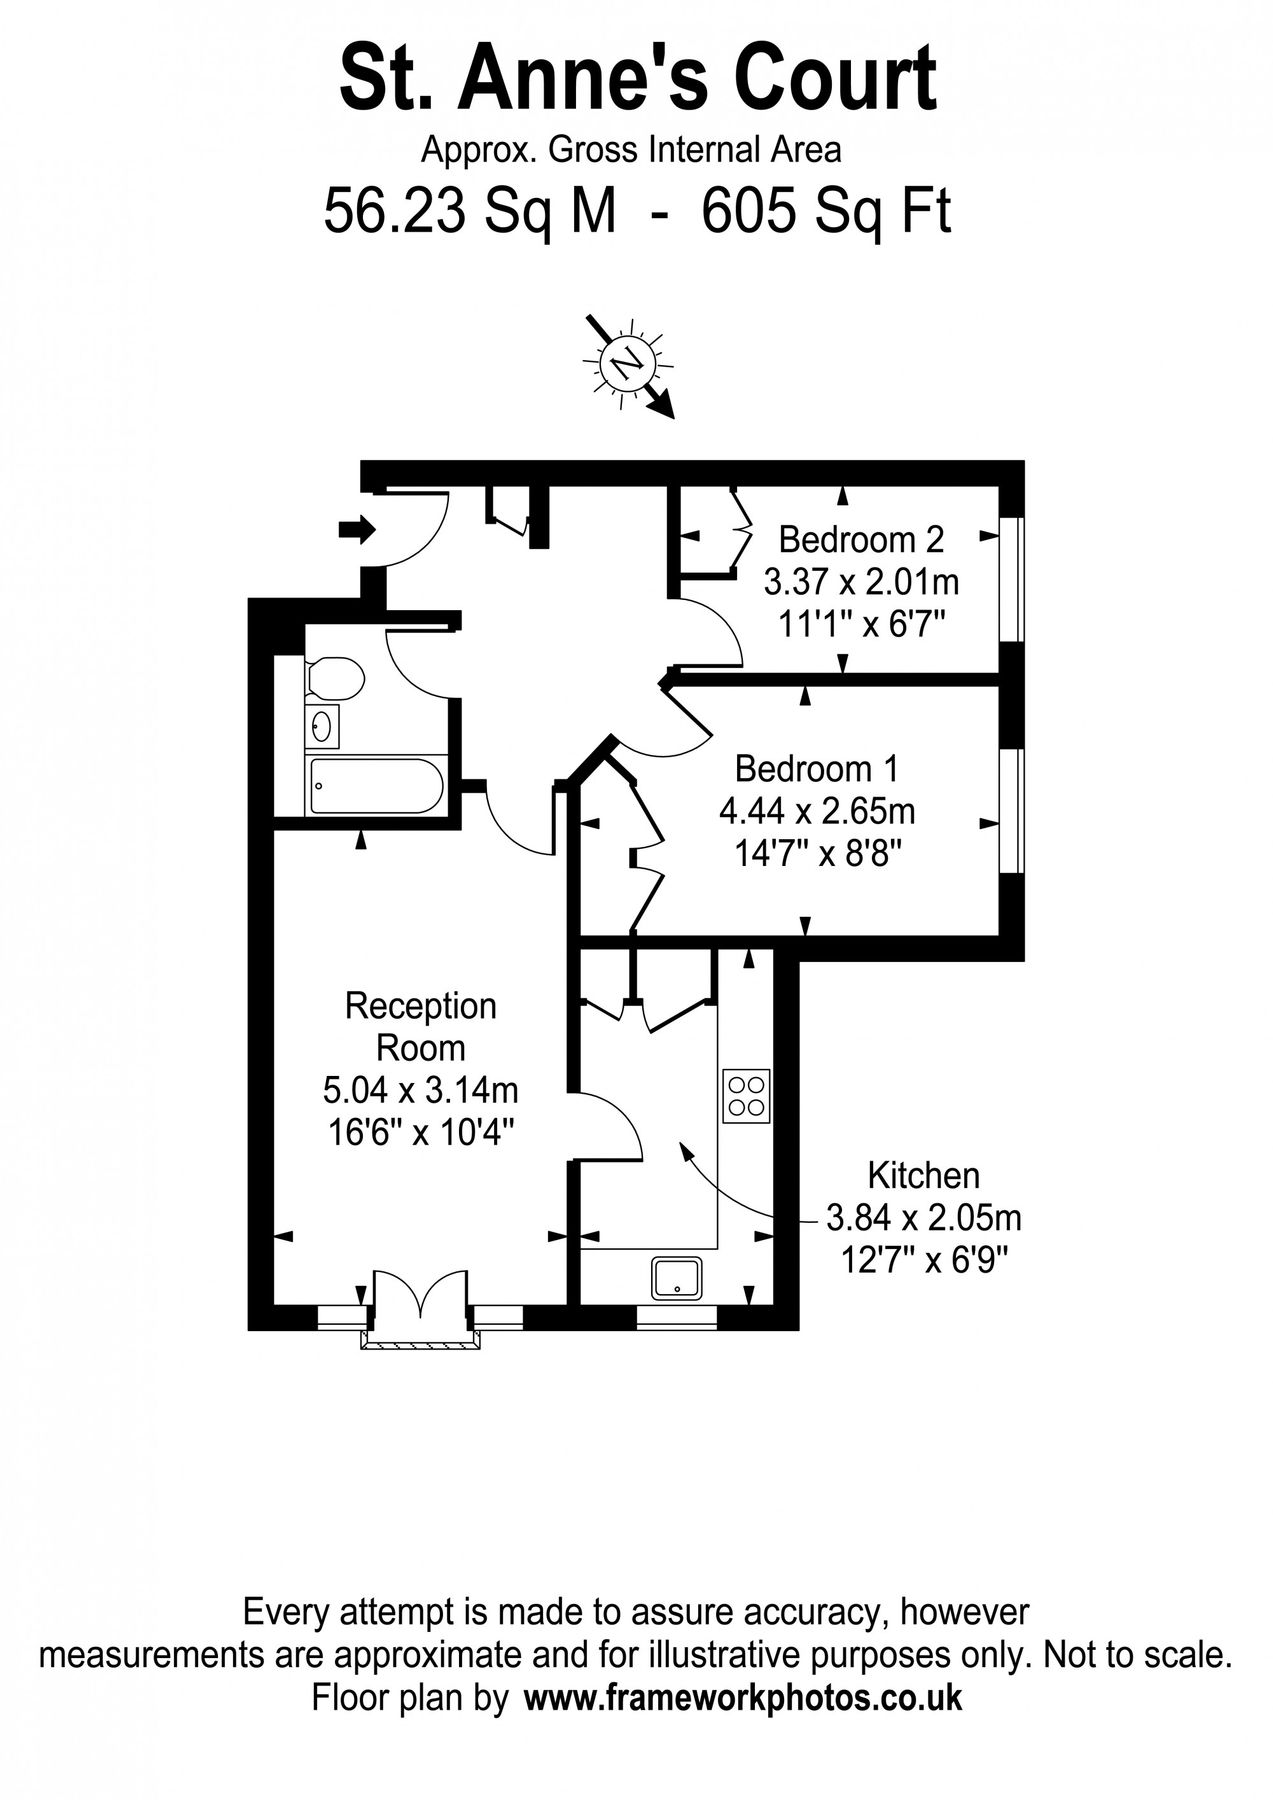 St. Anne's Court
Approx. Gross Internal Area
56.23 Sq M - 605 Sq Ft
N
Bedroom 2
3.37 x 2.01m
11'1" x 6'7"
Bedroom 1
4.44 x 2.65m
14'7" x 8'8"
Reception
Room
5.04 x 3.14m
16'6" x 10'4"
Kitchen
3.84 x 2.05m
12'7" x 6'9"
Every attempt is made to assure accuracy, however
measurements are approximate and for illustrative purposes only. Not to scale.
Floor plan by www.frameworkphotos.co.uk